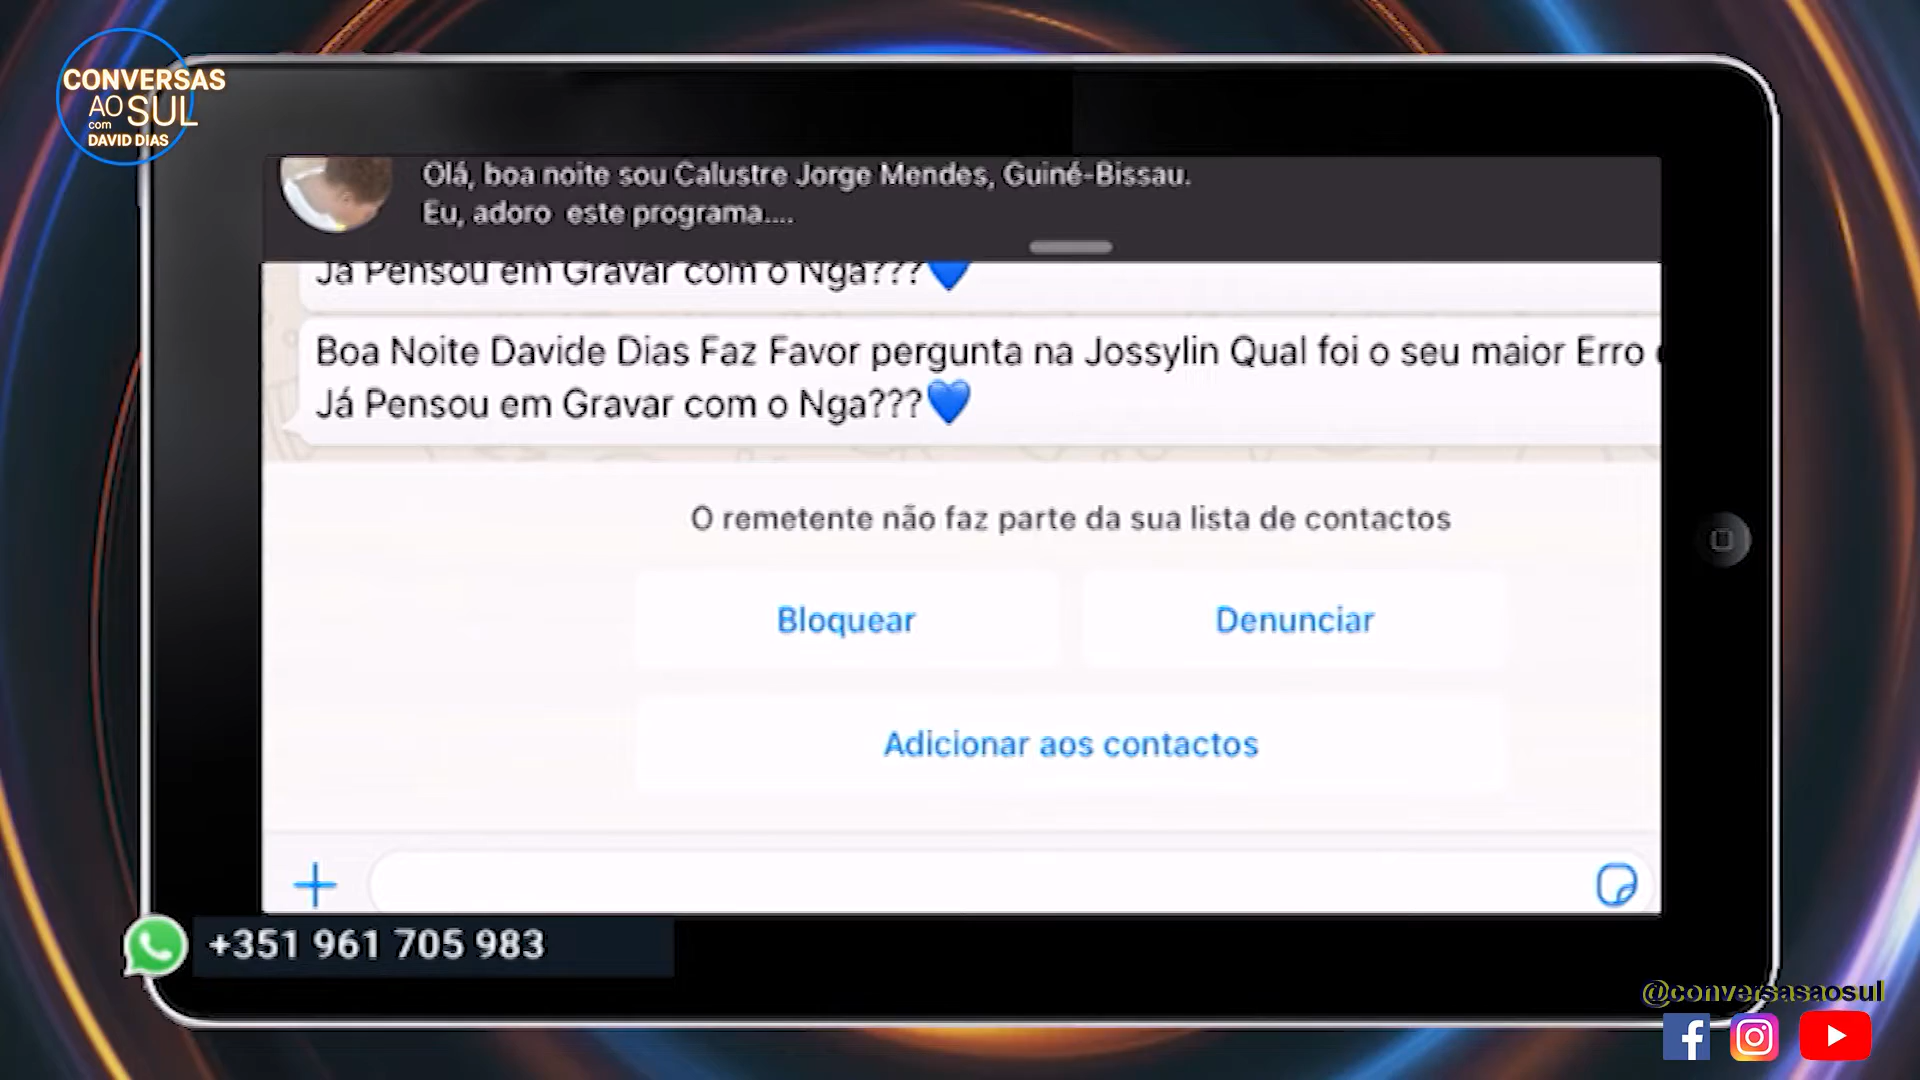 CONVERSAS
AO SUL
com
DAVID DIAS
Olá, boa noite sou Calustre Jorge Mendes, Guiné-Bissau.
Eu, adoro este programa....
Já Pensou em Gravar com o Nga???💙
Boa Noite Davide Dias Faz Favor pergunta na Jossylin Qual foi o seu maior Erro
Já Pensou em Gravar com o Nga???💙
O remetente não faz parte da sua lista de contactos
Bloquear
Denunciar
Adicionar aos contactos
+351 961 705 983
@conversasaosul